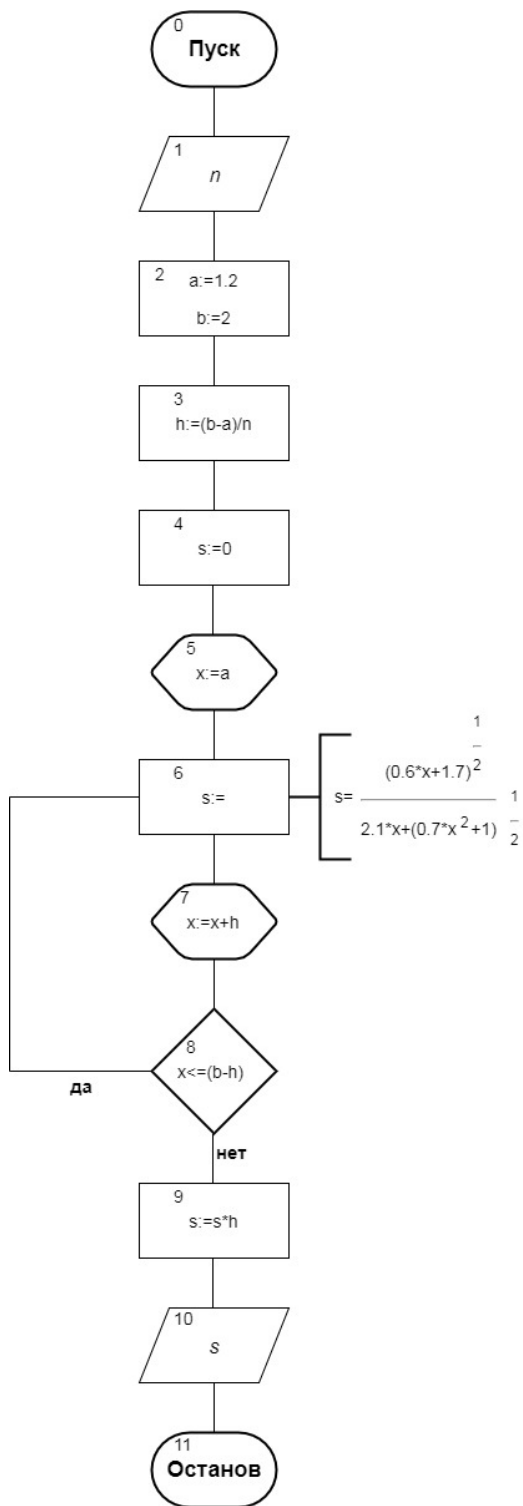 0
Пуск
1
n
2
a:=1.2
b:=2
3
h:=(b-a)/n
4
s:=0
5
x:=a
6
s:=
1
–
2
(0.6*x+1.7)
s=
2.1*x+(0.7*x 2 +1)
1
–
2
7
x:=x+h
8
x<=(b-h)
да
нет
9
s:=s*h
10
s
11
Останов